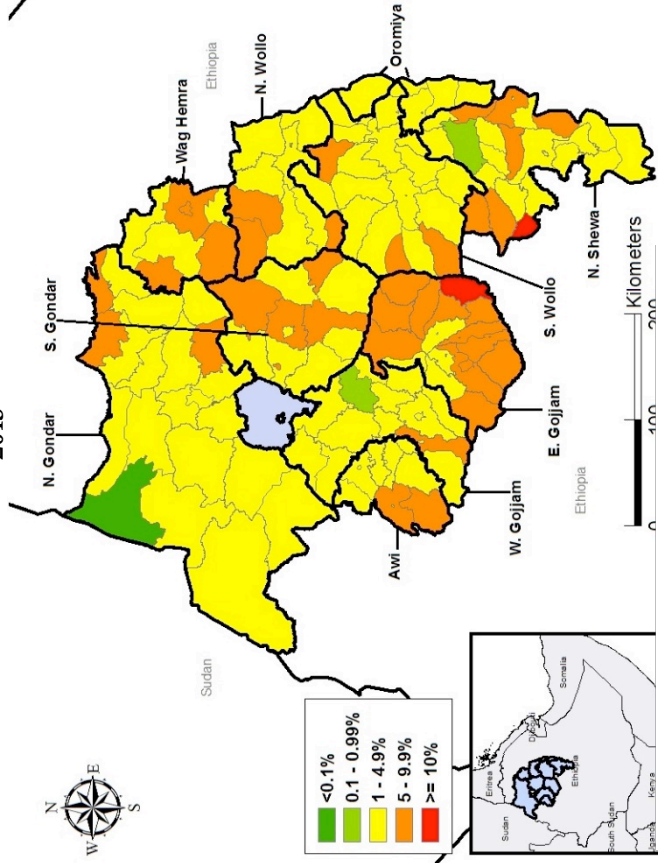 N
W E
S
Sudan
N. Gondar
S. Gondar
Wag Hemra
Ethiopia
N. Wollo
Oromiya
Awi
W. Gojjam
E. Gojjam
S. Wollo
N. Shewa
Ethiopia
<0.1%
0.1 - 0.99%
1 - 4.9%
5 - 9.9%
>= 10%
0 100 200
Kilometers
Sudan
Eritrea
Ethiopia
Somalia
South Sudan
Uganda
Kenya